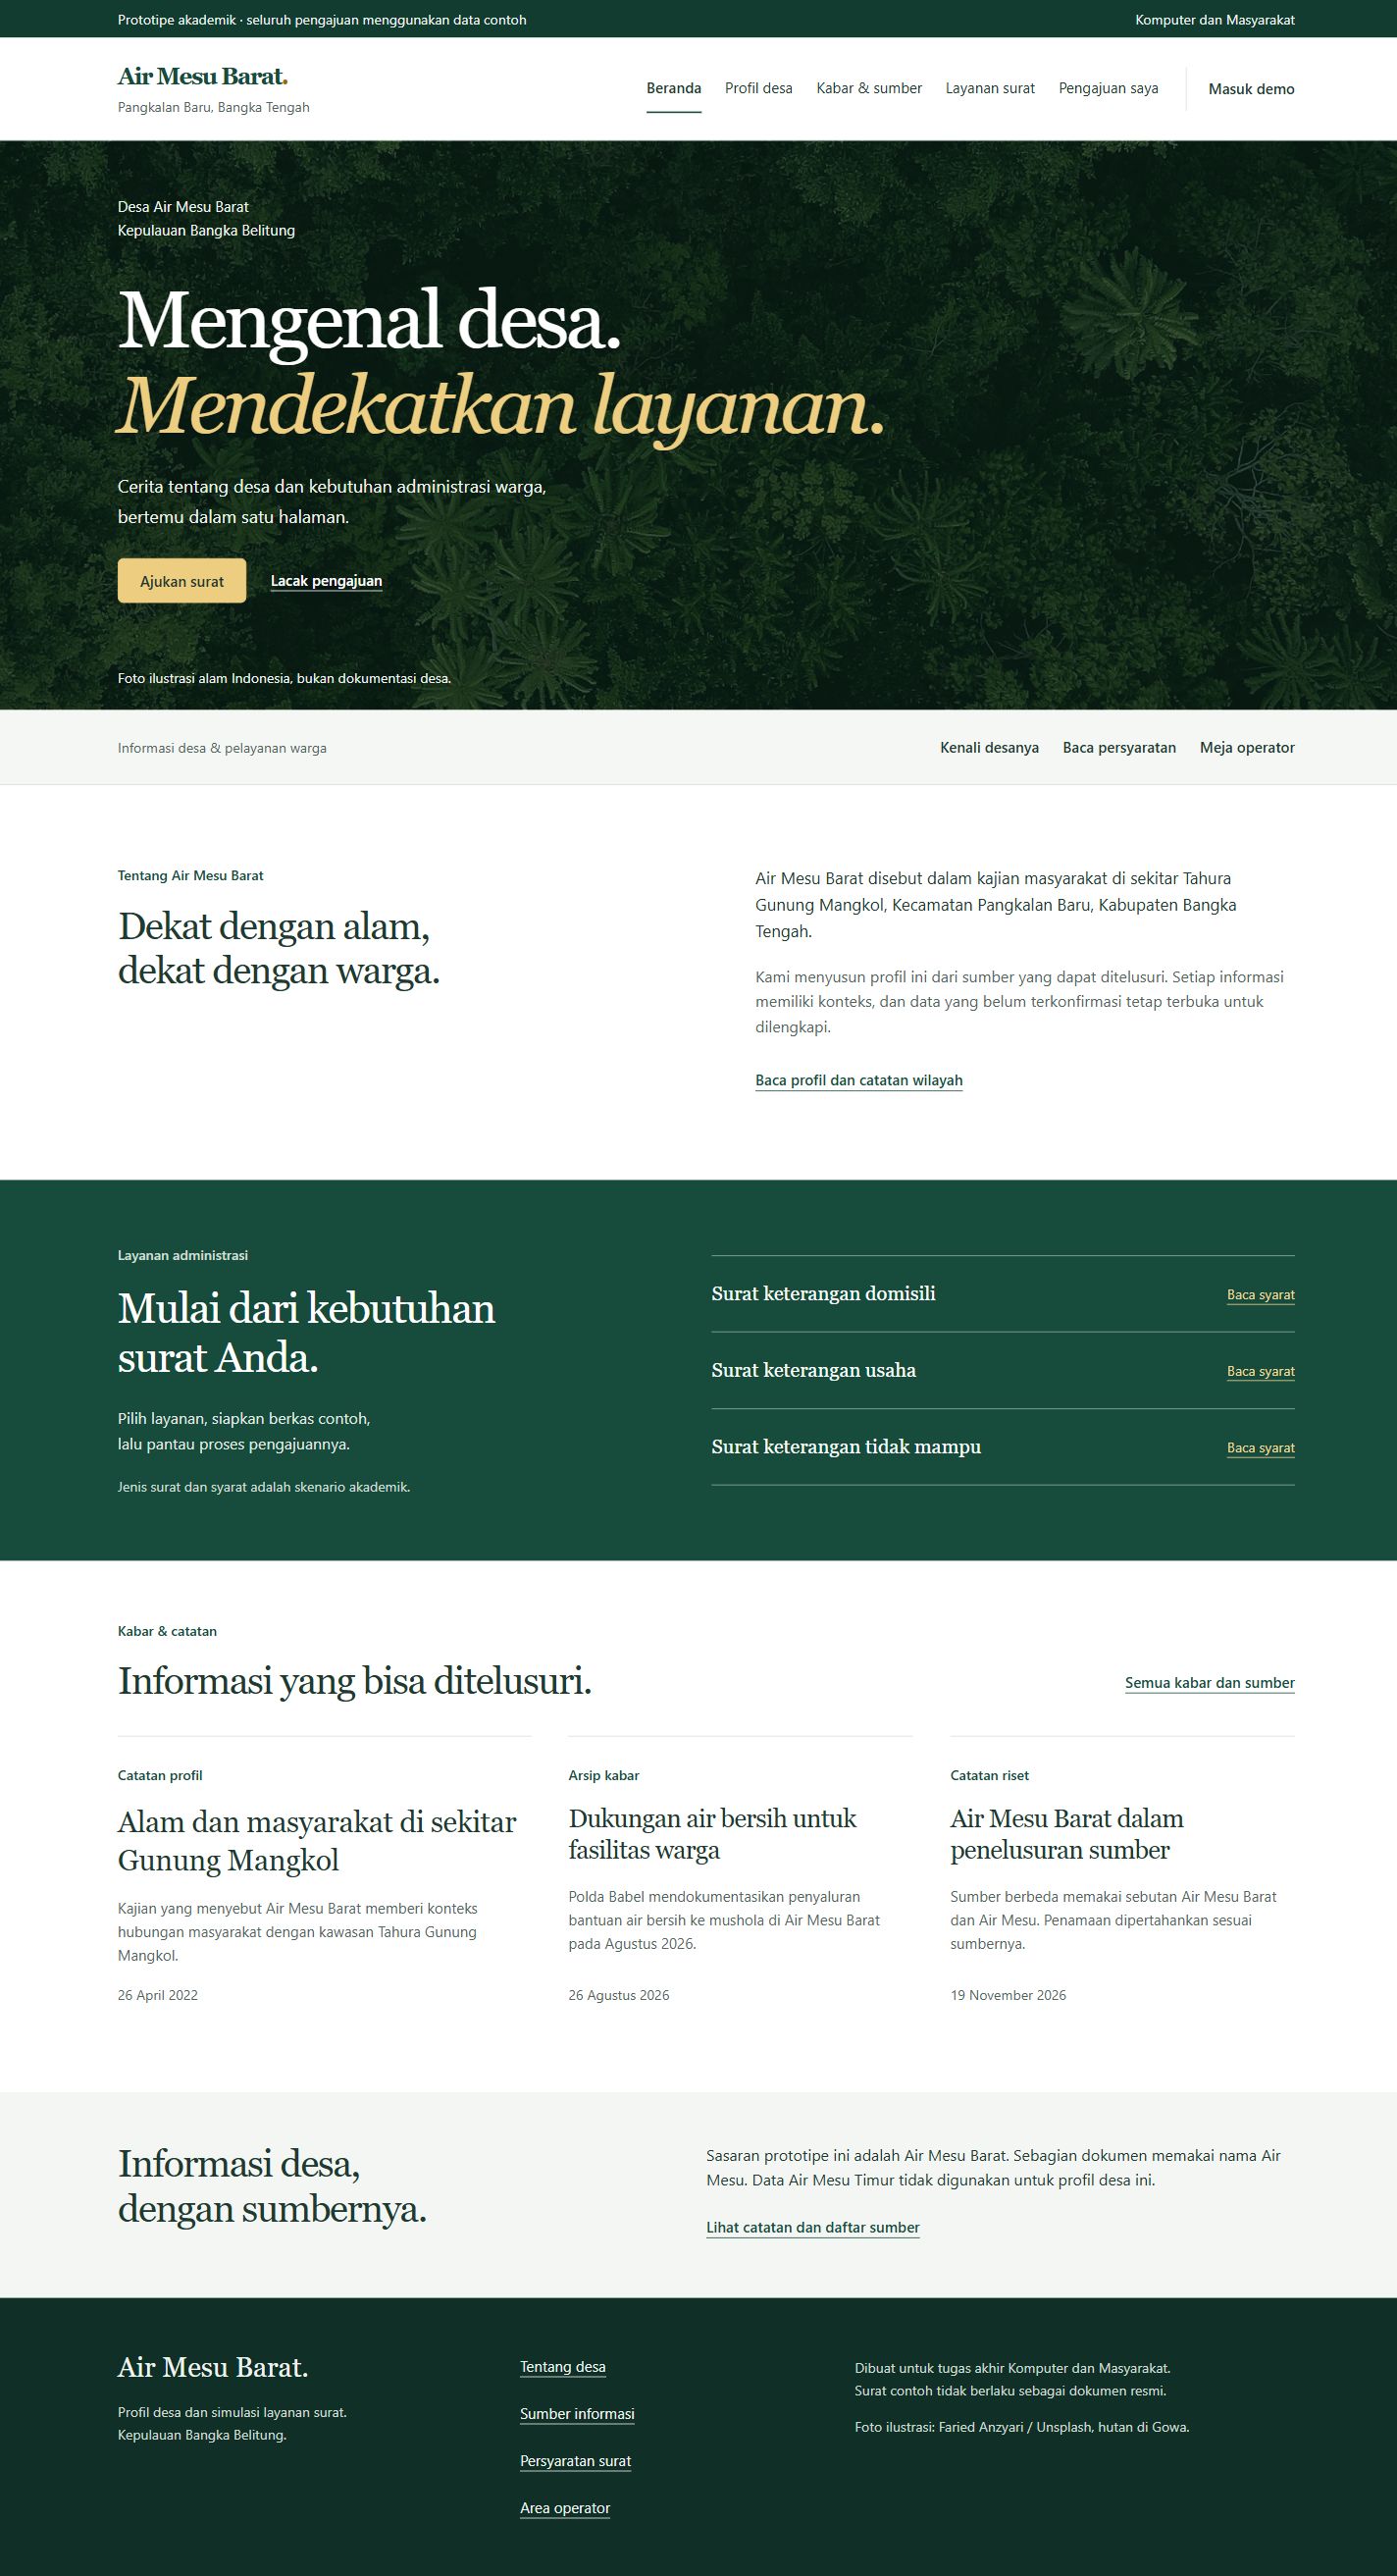 Prototipe akademik · seluruh pengajuan menggunakan data contoh
Komputer dan Masyarakat
Air Mesu Barat.
Pangkalan Baru, Bangka Tengah
Beranda
Profil desa
Kabar & sumber
Layanan surat
Pengajuan saya
Masuk demo
Desa Air Mesu Barat
Kepulauan Bangka Belitung
Mengenal desa.
Mendekatkan layanan.
Cerita tentang desa dan kebutuhan administrasi warga,
bertemu dalam satu halaman.
Ajukan surat
Lacak pengajuan
Foto ilustrasi alam Indonesia, bukan dokumentasi desa.
Informasi desa & pelayanan warga
Kenali desanya
Baca persyaratan
Meja operator
Tentang Air Mesu Barat
Dekat dengan alam,
dekat dengan warga.
Air Mesu Barat disebut dalam kajian masyarakat di sekitar Tahura
Gunung Mangkol, Kecamatan Pangkalan Baru, Kabupaten Bangka
Tengah.
Kami menyusun profil ini dari sumber yang dapat ditelusuri. Setiap informasi
memiliki konteks, dan data yang belum terkonfirmasi tetap terbuka untuk
dilengkapi.
Baca profil dan catatan wilayah
Layanan administrasi
Mulai dari kebutuhan
surat Anda.
Pilih layanan, siapkan berkas contoh,
lalu pantau proses pengajuannya.
Jenis surat dan syarat adalah skenario akademik.
Surat keterangan domisili
Baca syarat
Surat keterangan usaha
Baca syarat
Surat keterangan tidak mampu
Baca syarat
Kabar & catatan
Informasi yang bisa ditelusuri.
Semua kabar dan sumber
Catatan profil
Alam dan masyarakat di sekitar
Gunung Mangkol
Kajian yang menyebut Air Mesu Barat memberi konteks
hubungan masyarakat dengan kawasan Tahura Gunung
Mangkol.
26 April 2022
Arsip kabar
Dukungan air bersih untuk
fasilitas warga
Polda Babel mendokumentasikan penyaluran
bantuan air bersih ke mushola di Air Mesu Barat
pada Agustus 2026.
26 Agustus 2026
Catatan riset
Air Mesu Barat dalam
penelusuran sumber
Sumber berbeda memakai sebutan Air Mesu Barat
dan Air Mesu. Penamaan dipertahankan sesuai
sumbernya.
19 November 2026
Informasi desa,
dengan sumbernya.
Sasaran prototipe ini adalah Air Mesu Barat. Sebagian dokumen memakai nama Air
Mesu. Data Air Mesu Timur tidak digunakan untuk profil desa ini.
Lihat catatan dan daftar sumber
Air Mesu Barat.
Profil desa dan simulasi layanan surat.
Kepulauan Bangka Belitung.
Tentang desa
Sumber informasi
Persyaratan surat
Area operator
Dibuat untuk tugas akhir Komputer dan Masyarakat.
Surat contoh tidak berlaku sebagai dokumen resmi.
Foto ilustrasi: Faried Anzyari / Unsplash, hutan di Gowa.